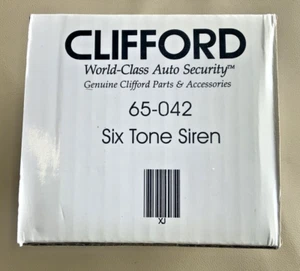 CLIFFORD
World-Class Auto Security™
Genuine Clifford Parts & Accessories
65-042
Six Tone Siren
XJ